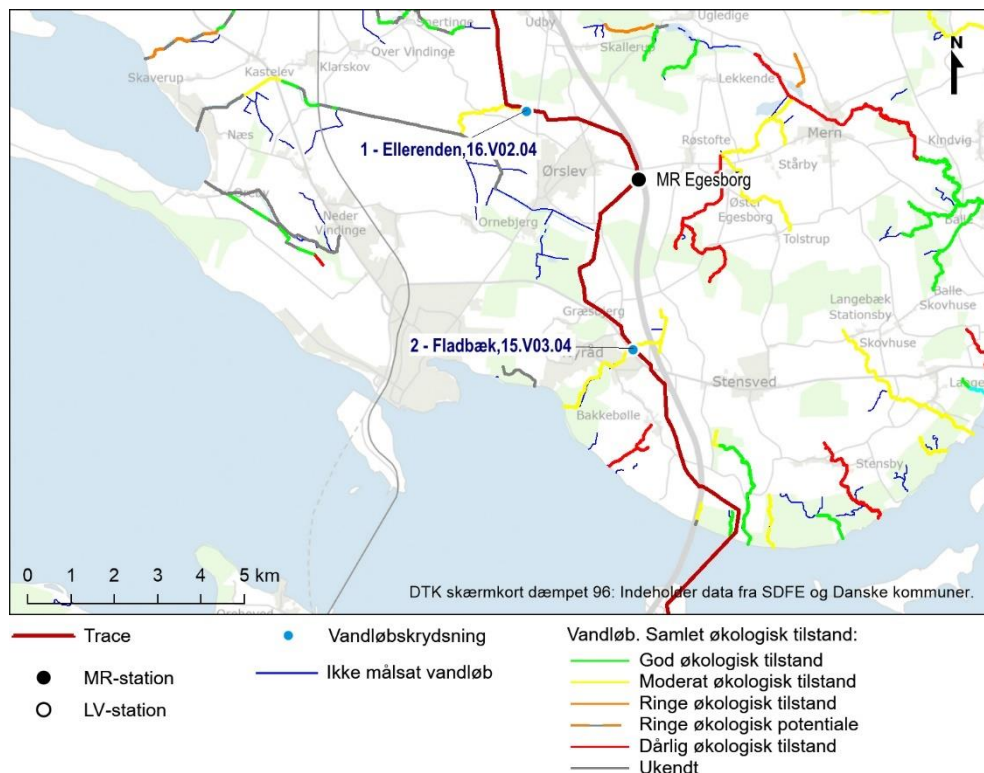 Snertinge
Udby
Ugledige
Over Vindinge
Skallerup
Skaverup
Kastelev
Klarskov
Lekkende
N
Næs
1 - Ellerenden,16.V02.04
Røstofte
Mern
Kindvig
Stårby
Ørslev
MR Egesborg
Neder
Vindinge
Ornebjerg
Øster
Egesborg
Tolstrup
Balle
Balle
Skovhuse
Græsbjerg
Langebæk
Stationsby
Skovhuse
2 - Fladbæk,15.V03.04
Stensved
Bakkebølle
Stensby
0 1 2 3 4 5 km
DTK skærmkort dæmpet 96: Indeholder data fra SDFE og Danske kommuner.
Trace
MR-station
LV-station
Vandløbskrydsning
Ikke målsat vandløb
Vandløb. Samlet økologisk tilstand:
God økologisk tilstand
Moderat økologisk tilstand
Ringe økologisk tilstand
Ringe økologisk potentiale
Dårlig økologisk tilstand
Ukendt